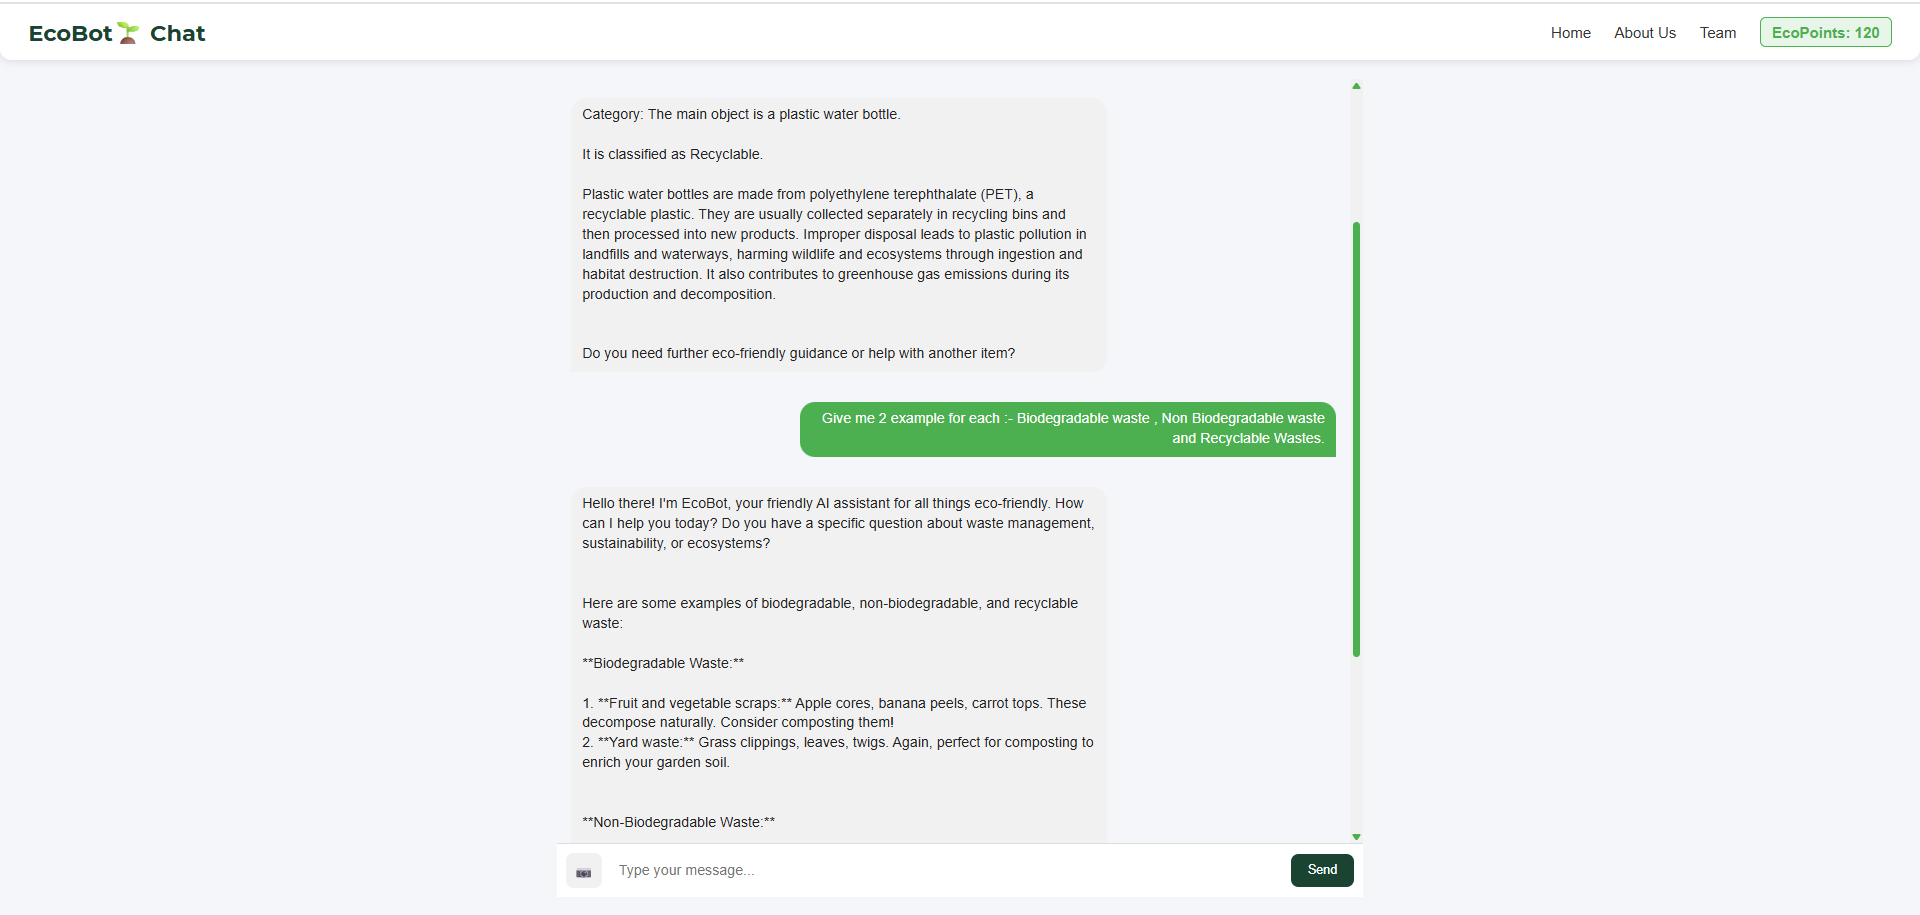 EcoBot🌱 Chat
Home
About Us
Team
EcoPoints: 120
Category: The main object is a plastic water bottle.
It is classified as Recyclable.
Plastic water bottles are made from polyethylene terephthalate (PET), a
recyclable plastic. They are usually collected separately in recycling bins and
then processed into new products. Improper disposal leads to plastic pollution in
landfills and waterways, harming wildlife and ecosystems through ingestion and
habitat destruction. It also contributes to greenhouse gas emissions during its
production and decomposition.
Do you need further eco-friendly guidance or help with another item?
Give me 2 example for each :- Biodegradable waste , Non Biodegradable waste
and Recyclable Wastes.
Hello there! I'm EcoBot, your friendly AI assistant for all things eco-friendly. How
can I help you today? Do you have a specific question about waste management,
sustainability, or ecosystems?
Here are some examples of biodegradable, non-biodegradable, and recyclable
waste:
**Biodegradable Waste:**
1. **Fruit and vegetable scraps:** Apple cores, banana peels, carrot tops. These
decompose naturally. Consider composting them!
2. **Yard waste:** Grass clippings, leaves, twigs. Again, perfect for composting to
enrich your garden soil.
**Non-Biodegradable Waste:**
Type your message...
Send